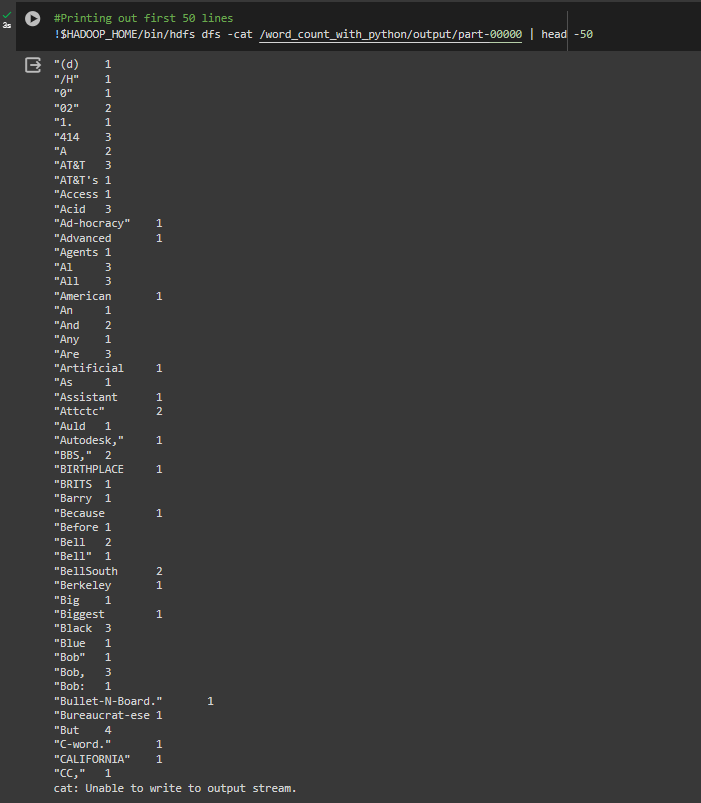 3s
#Printing out first 50 lines
!$HADOOP_HOME/bin/hdfs dfs -cat /word_count_with_python/output/part-00000 | head -50
"(d) 1
"/H" 1
"0" 1
"02" 2
"1. 1
"414 3
"A 2
"AT&T 3
"AT&T's 1
"Access 1
"Acid 3
"Ad-hocracy" 1
"Advanced 1
"Agents 1
"Al 3
"All 3
"American 1
"An 1
"And 2
"Any 1
"Are 3
"Artificial 1
"As 1
"Assistant 1
"Attctc" 2
"Auld 1
"Autodesk," 1
"BBS," 2
"BIRTHPLACE 1
"BRITS 1
"Barry 1
"Because 1
"Before 1
"Bell 2
"Bell" 1
"BellSouth 2
"Berkeley 1
"Big 1
"Biggest 1
"Black 3
"Blue 1
"Bob" 1
"Bob, 3
"Bob: 1
"Bullet-N-Board." 1
"Bureaucrat-ese 1
"But 4
"C-word." 1
"CALIFORNIA" 1
"CC," 1
cat: Unable to write to output stream.